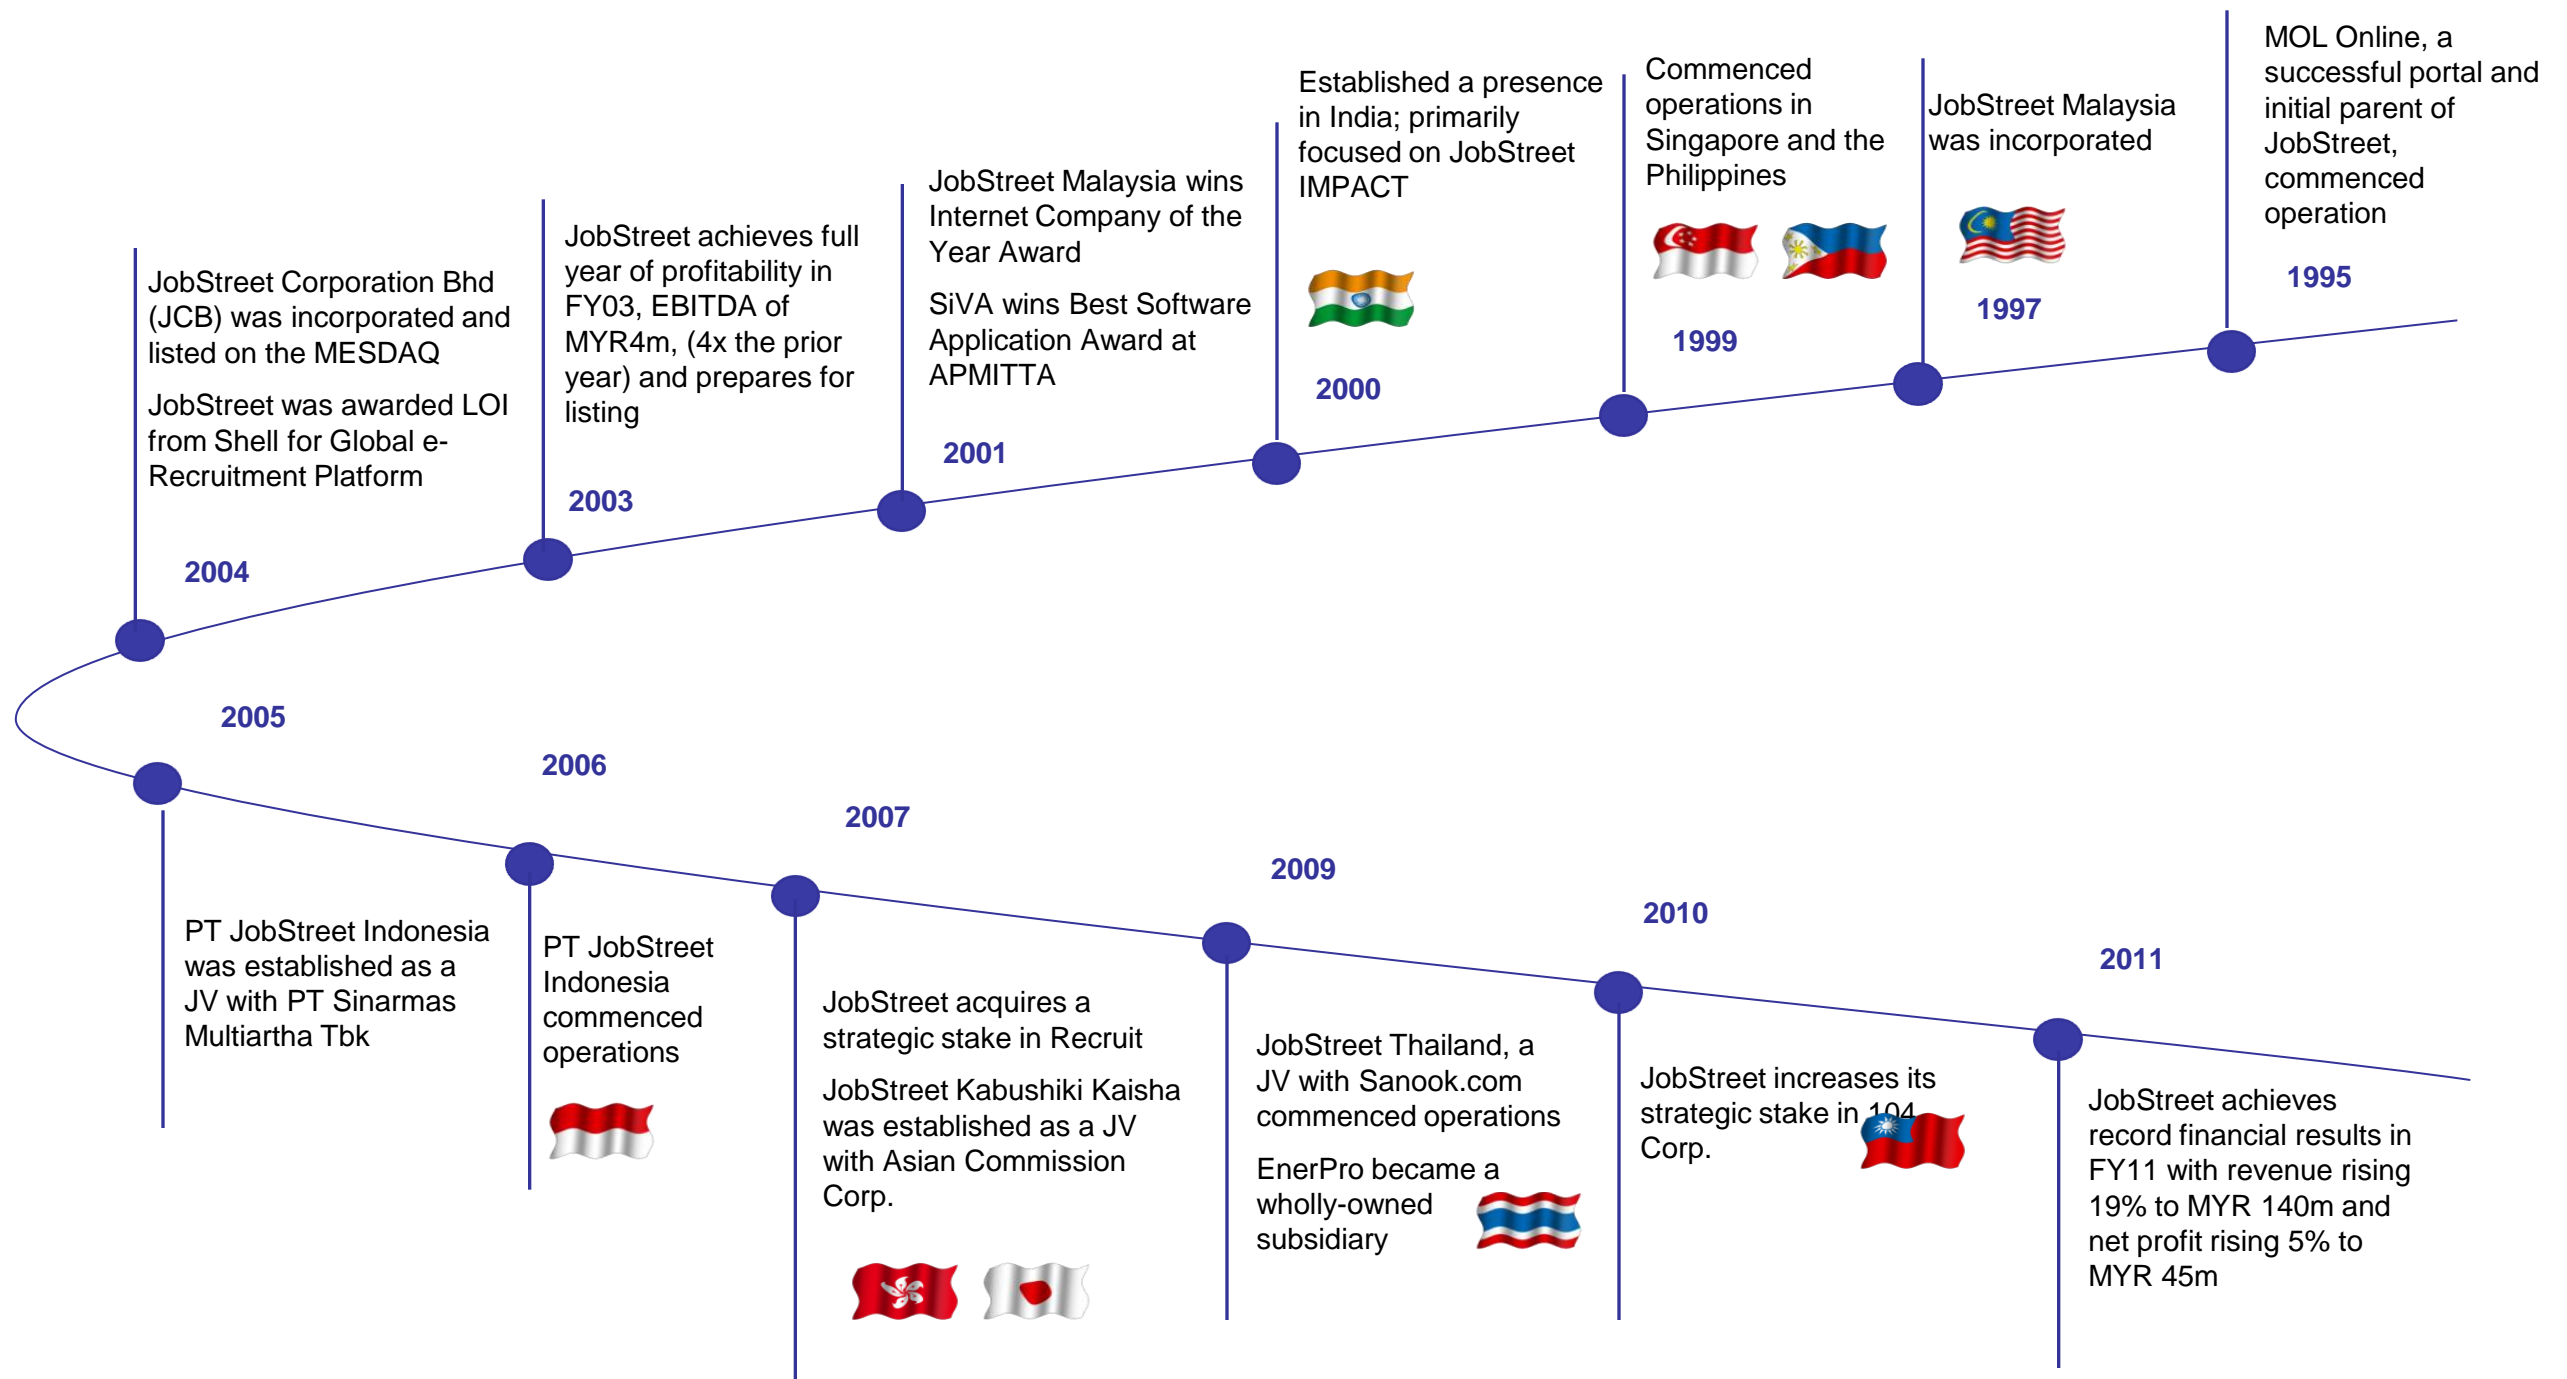 MOL Online, a
successful portal and
initial parent of
JobStreet,
commenced
operation
1995
JobStreet Malaysia
was incorporated
1997
Commenced
operations in
Singapore and the
Philippines
1999
Established a presence
in India; primarily
focused on JobStreet
IMPACT
2000
JobStreet Malaysia wins
Internet Company of the
Year Award
SiVA wins Best Software
Application Award at
APMITTA
2001
JobStreet achieves full
year of profitability in
FY03, EBITDA of
MYR4m, (4x the prior
year) and prepares for
listing
2003
JobStreet Corporation Bhd
(JCB) was incorporated and
listed on the MESDAQ
JobStreet was awarded LOI
from Shell for Global e-
Recruitment Platform
2004
2005
PT JobStreet Indonesia
was established as a
JV with PT Sinarmas
Multiartha Tbk
2006
PT JobStreet
Indonesia
commenced
operations
2007
JobStreet acquires a
strategic stake in Recruit
JobStreet Kabushiki Kaisha
was established as a JV
with Asian Commission
Corp.
2009
JobStreet Thailand, a
JV with Sanook.com
commenced operations
EnerPro became a
wholly-owned
subsidiary
2010
JobStreet increases its
strategic stake in 104
Corp.
2011
JobStreet achieves
record financial results in
FY11 with revenue rising
19% to MYR 140m and
net profit rising 5% to
MYR 45m